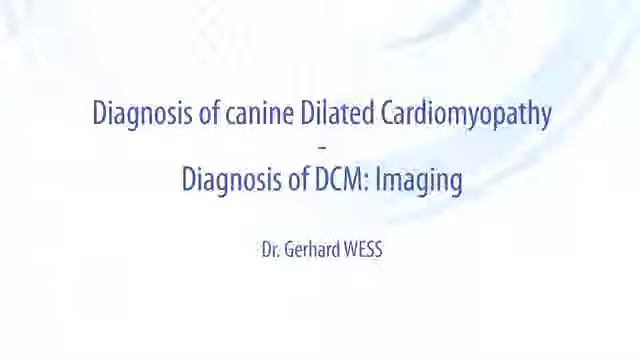 Diagnosis of canine Dilated Cardiomyopathy
-
Diagnosis of DCM: Imaging
Dr. Gerhard WESS